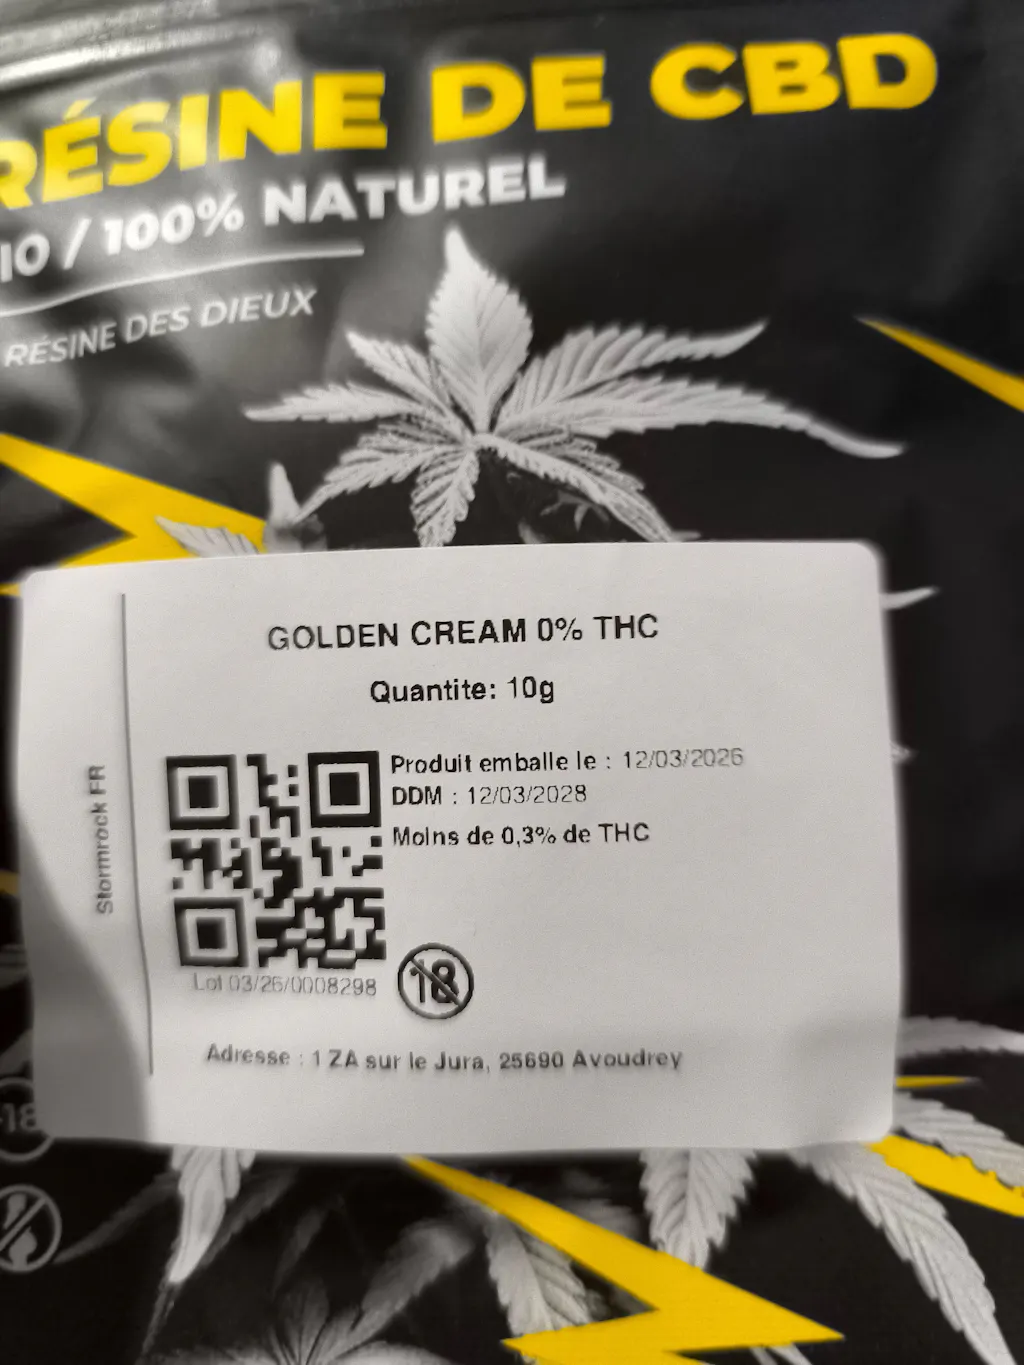 RÉSINE DE CBD
IO / 100% NATUREL
RÉSINE DES DIEUX
GOLDEN CREAM 0% THC
Quantite: 10g
Stormrock FR
Produit emballe le : 12/03/2026
DDM : 12/03/2028
Moins de 0,3% de THC
Lot 03/26/0008298
18
Adresse : 1 ZA sur le Jura, 25690 Avoudrey
-18